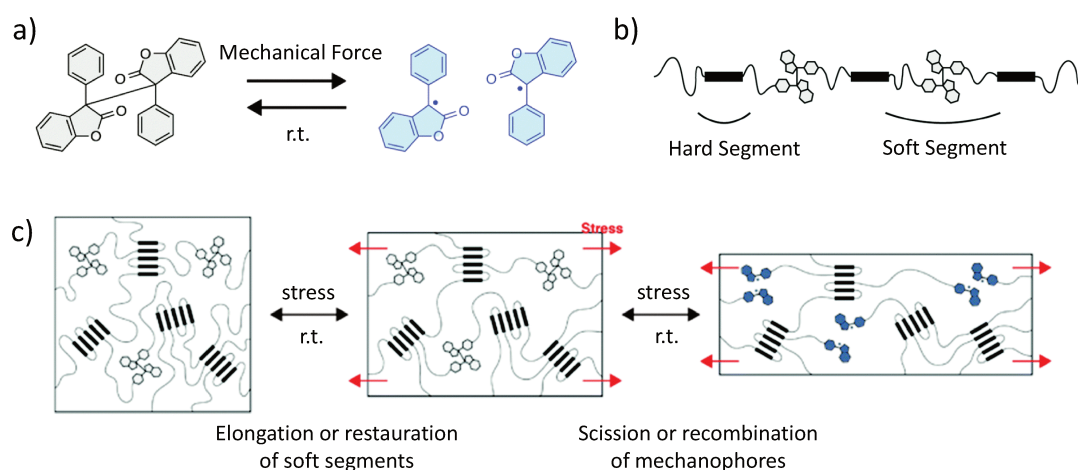 a)
Mechanical Force
r.t.
O
O
O
O
b)
Hard Segment
Soft Segment
c)
stress
r.t.
Stress
stress
r.t.
Elongation or restauration
of soft segments
Scission or recombination
of mechanophores